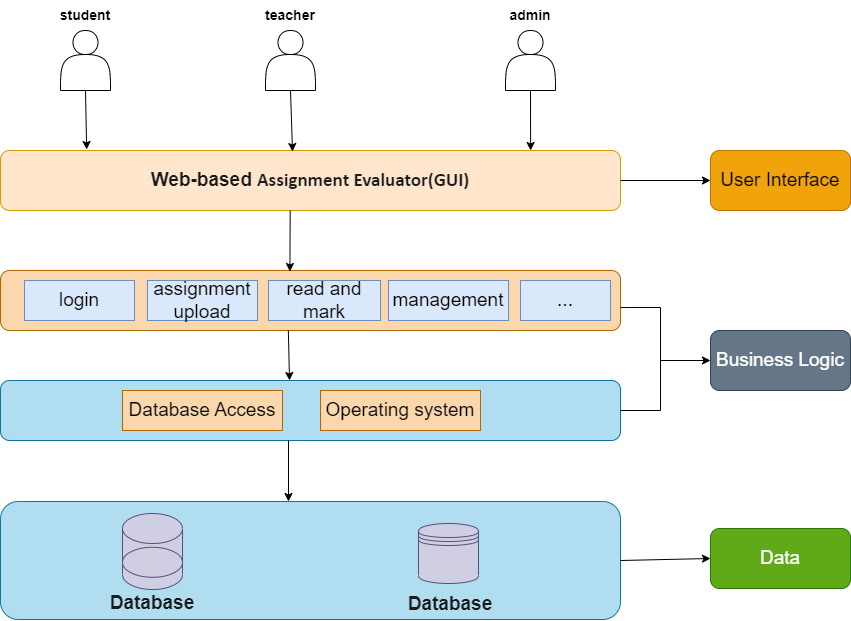 student
teacher
admin
Web-based Assignment Evaluator(GUI)
User Interface
login
assignment
upload
read and
mark
management
...
Business Logic
Database Access
Operating system
Data
Database
Database